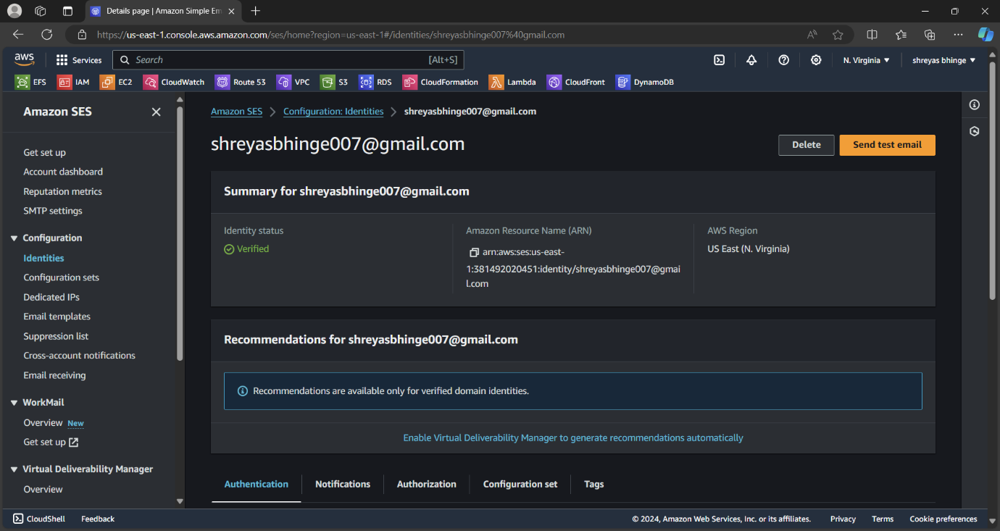 Details page | Amazon Simple Em
https://us-east-1.console.aws.amazon.com/ses/home?region=us-east-1#/identities/shreyasbhinge007%40gmail.com
aws Services Search [Alt+S] N. Virginia shreyas bhinge
EFS IAM EC2 CloudWatch Route 53 VPC S3 RDS CloudFormation Lambda CloudFront DynamoDB
Amazon SES
Get set up
Account dashboard
Reputation metrics
SMTP settings
Configuration
Identities
Configuration sets
Dedicated IPs
Email templates
Suppression list
Cross-account notifications
Email receiving
WorkMail
Overview New
Get set up
Virtual Deliverability Manager
Overview
Amazon SES > Configuration: Identities > shreyasbhinge007@gmail.com
shreyasbhinge007@gmail.com
Delete Send test email
Summary for shreyasbhinge007@gmail.com
Identity status
Verified
Amazon Resource Name (ARN)
arn:aws:ses:us-east-
1:381492020451:identity/shreyasbhinge007@gmai
l.com
AWS Region
US East (N. Virginia)
Recommendations for shreyasbhinge007@gmail.com
Recommendations are available only for verified domain identities.
Enable Virtual Deliverability Manager to generate recommendations automatically
Authentication Notifications Authorization Configuration set Tags
CloudShell Feedback © 2024, Amazon Web Services, Inc. or its affiliates. Privacy Terms Cookie preferences